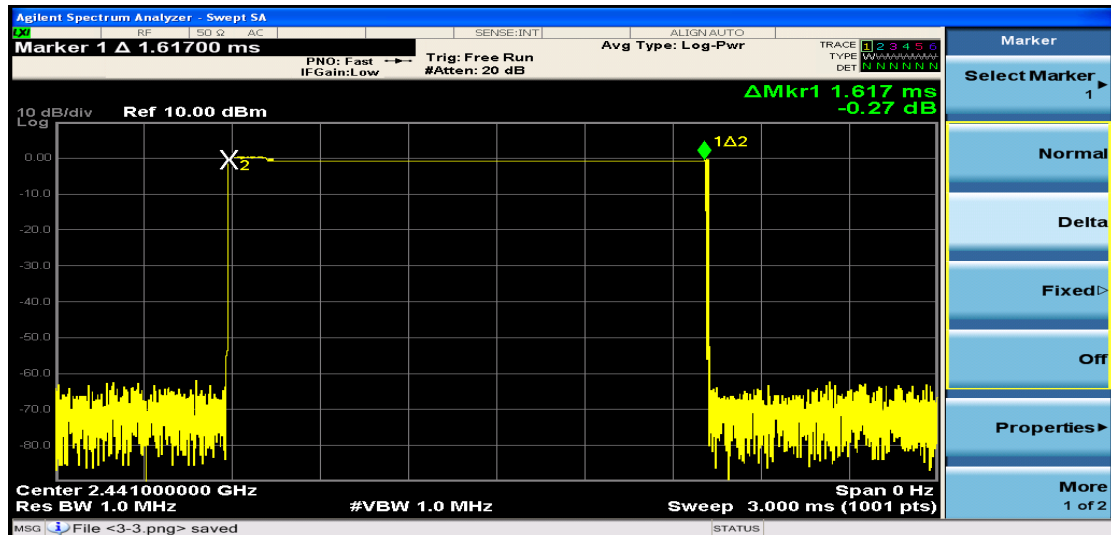 Agilent Spectrum Analyzer - Swept SA
LXI RF 50 Ω AC SENSE:INT ALIGN AUTO
Marker 1 Δ 1.61700 ms
PNO: Fast
IFGain:Low
Trig: Free Run
#Atten: 20 dB
Avg Type: Log-Pwr
TRACE 1 2 3 4 5 6
TYPE
DET N N N N N N
ΔMkr1 1.617 ms
-0.27 dB
10 dB/div Ref 10.00 dBm
Log
0.00
-10.0
-20.0
-30.0
-40.0
-50.0
-60.0
-70.0
-80.0
2
1Δ2
Center 2.441000000 GHz Span 0 Hz
Res BW 1.0 MHz #VBW 1.0 MHz Sweep 3.000 ms (1001 pts)
MSG File <3-3.png> saved STATUS
Marker
Select Marker
1
Normal
Delta
Fixed
Off
Properties
More
1 of 2